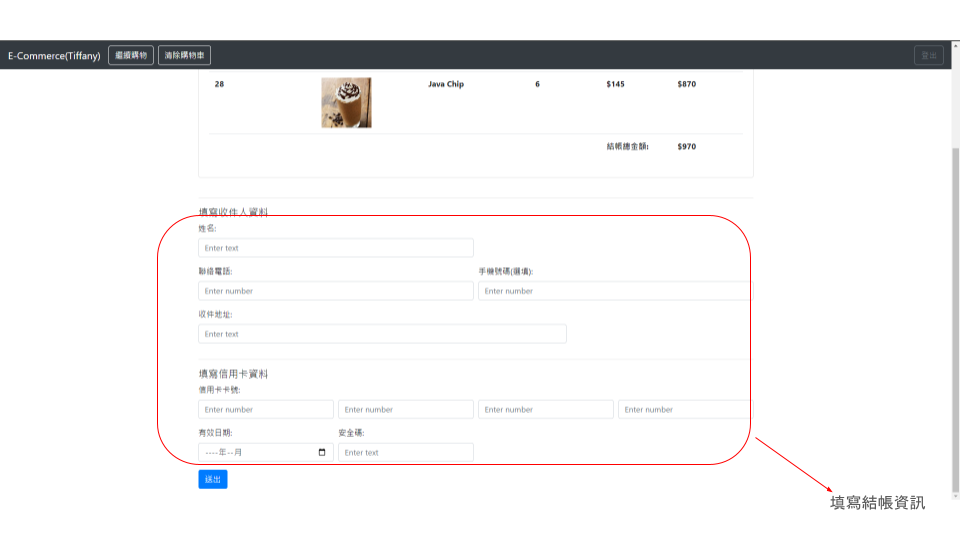 E-Commerce(Tiffany) 繼續購物 清除購物車 登出
28 Java Chip 6 $145 $870
結帳總金額: $970
填寫收件人資料
姓名:
Enter text
聯絡電話: 手機號碼(選填):
Enter number Enter number
收件地址:
Enter text
填寫信用卡資料
信用卡卡號:
Enter number Enter number Enter number Enter number
有效日期: 安全碼:
----年--月 Enter text
送出
填寫結帳資訊